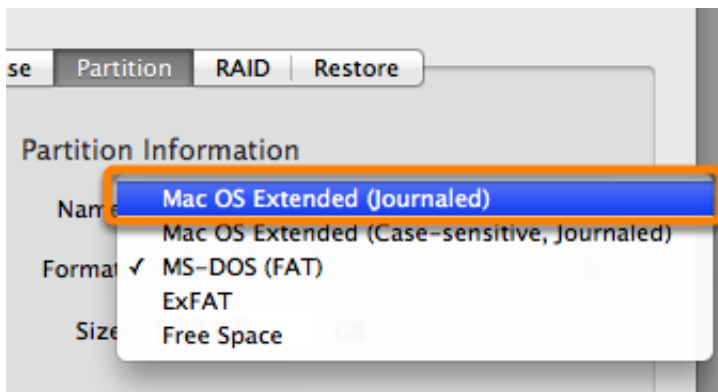 se Partition RAID Restore
Partition Information
Name
Mac OS Extended (Journaled)
Mac OS Extended (Case-sensitive, Journaled)
Format ✓ MS-DOS (FAT)
ExFAT
Size
Free Space